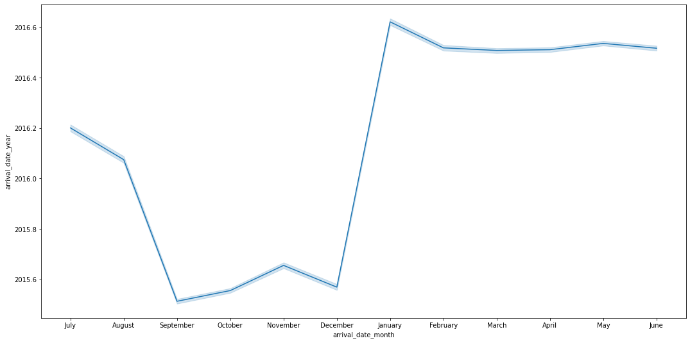 2016.6
2016.4
2016.2
2016.0
2015.8
2015.6
arrival_date_year
July August September October November December January February March April May June
arrival_date_month